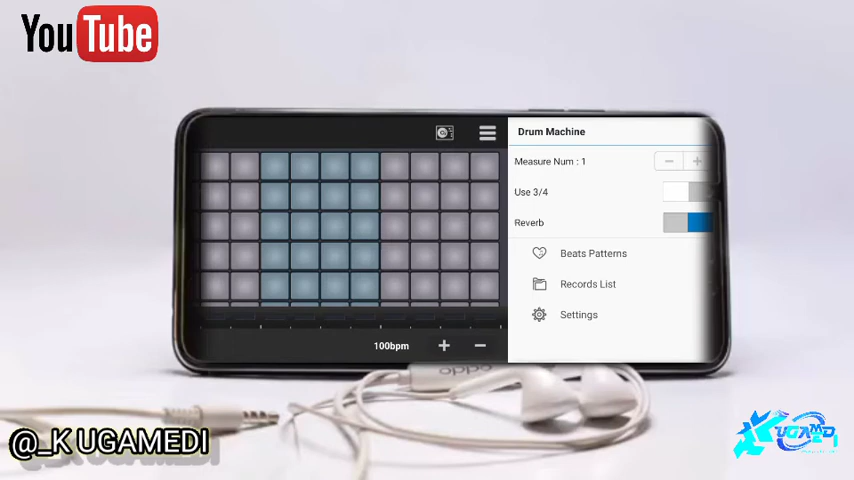 YouTube
Drum Machine
Measure Num : 1
Use 3/4
Reverb
Beats Patterns
Records List
Settings
100bpm
oppo
@_K UGAMEDI